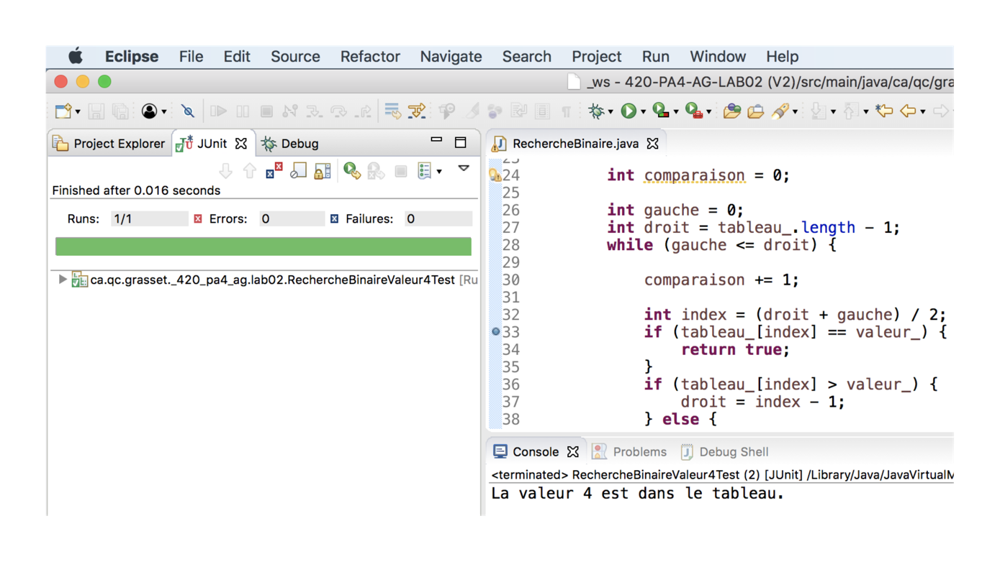 Eclipse File Edit Source Refactor Navigate Search Project Run Window Help
_ws - 420-PA4-AG-LAB02 (V2)/src/main/java/ca/qc/gra
Project Explorer JUnit Debug
Finished after 0.016 seconds
Runs: 1/1 Errors: 0 Failures: 0
ca.qc.grasset._420_pa4_ag.lab02.RechercheBinaireValeur4Test [Ru
RechercheBinaire.java
23
24 int comparaison = 0;
25
26 int gauche = 0;
27 int droit = tableau_.length - 1;
28 while (gauche <= droit) {
29
30 comparaison += 1;
31
32 int index = (droit + gauche) / 2;
33 if (tableau_[index] == valeur_) {
34 return true;
35 }
36 if (tableau_[index] > valeur_) {
37 droit = index - 1;
38 } else {
Console Problems Debug Shell
<terminated> RechercheBinaireValeur4Test (2) [JUnit] /Library/Java/JavaVirtualM
La valeur 4 est dans le tableau.